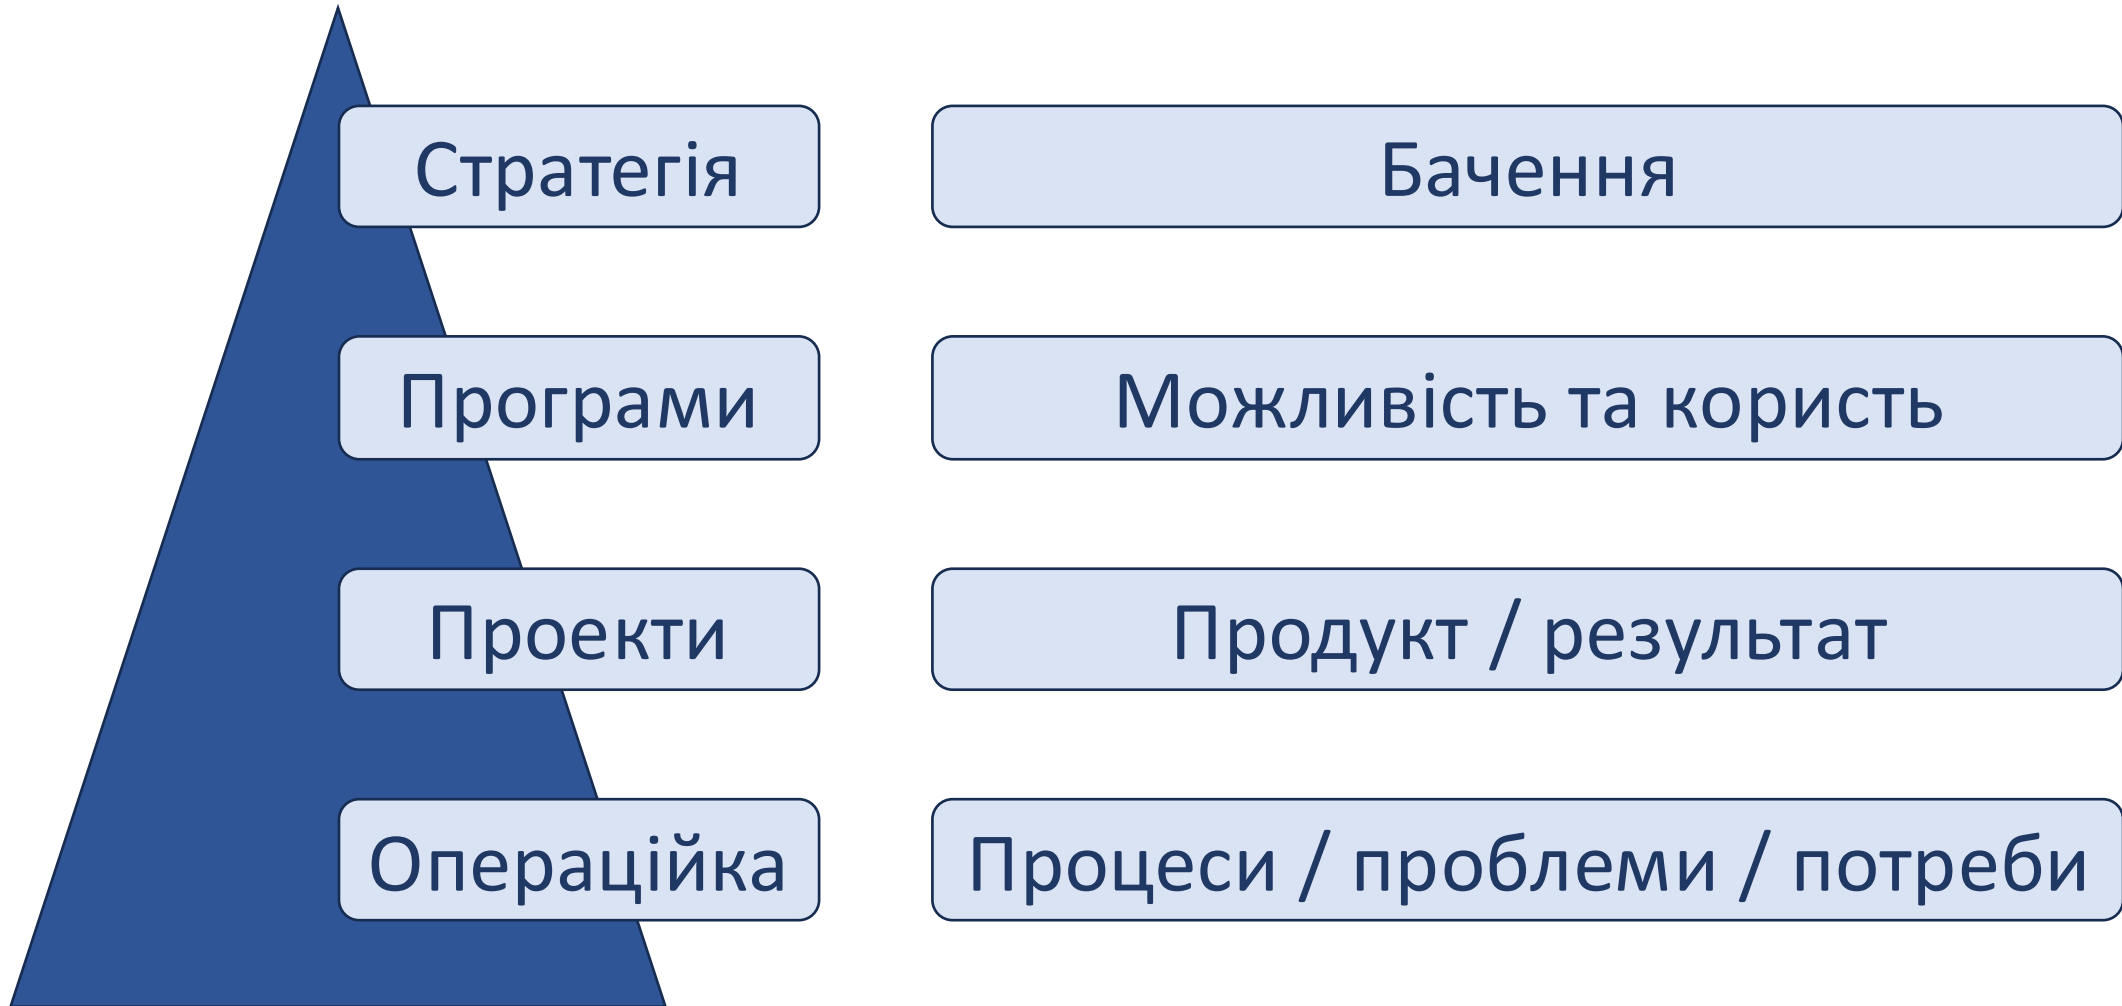 Стратегія
Бачення
Програми
Можливість та користь
Проекти
Продукт / результат
Операційка
Процеси / проблеми / потреби